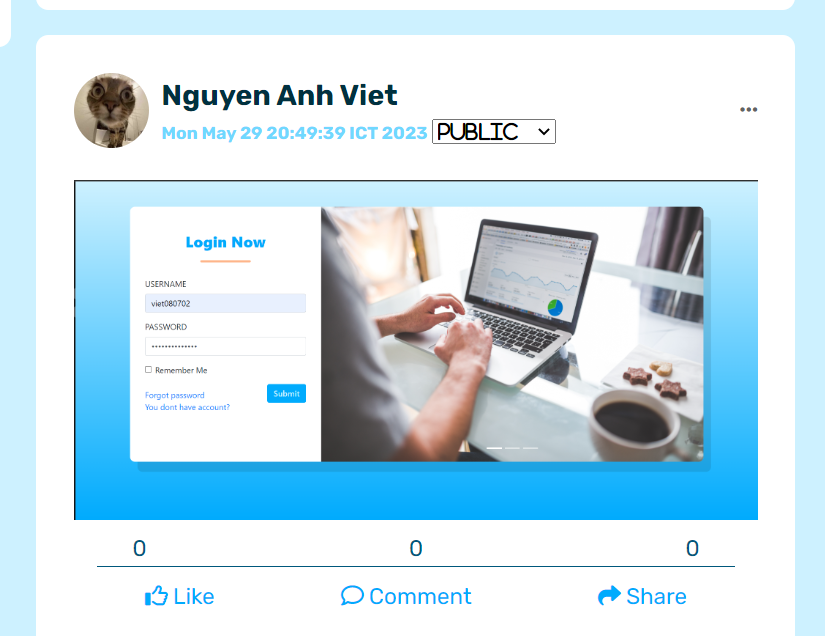 Nguyen Anh Viet
Mon May 29 20:49:39 ICT 2023 PUBLIC
Login Now
USERNAME
viet080702
PASSWORD
••••••••••••••
Remember Me
Forgot password
Submit
You dont have account?
0 0 0
Like Comment Share